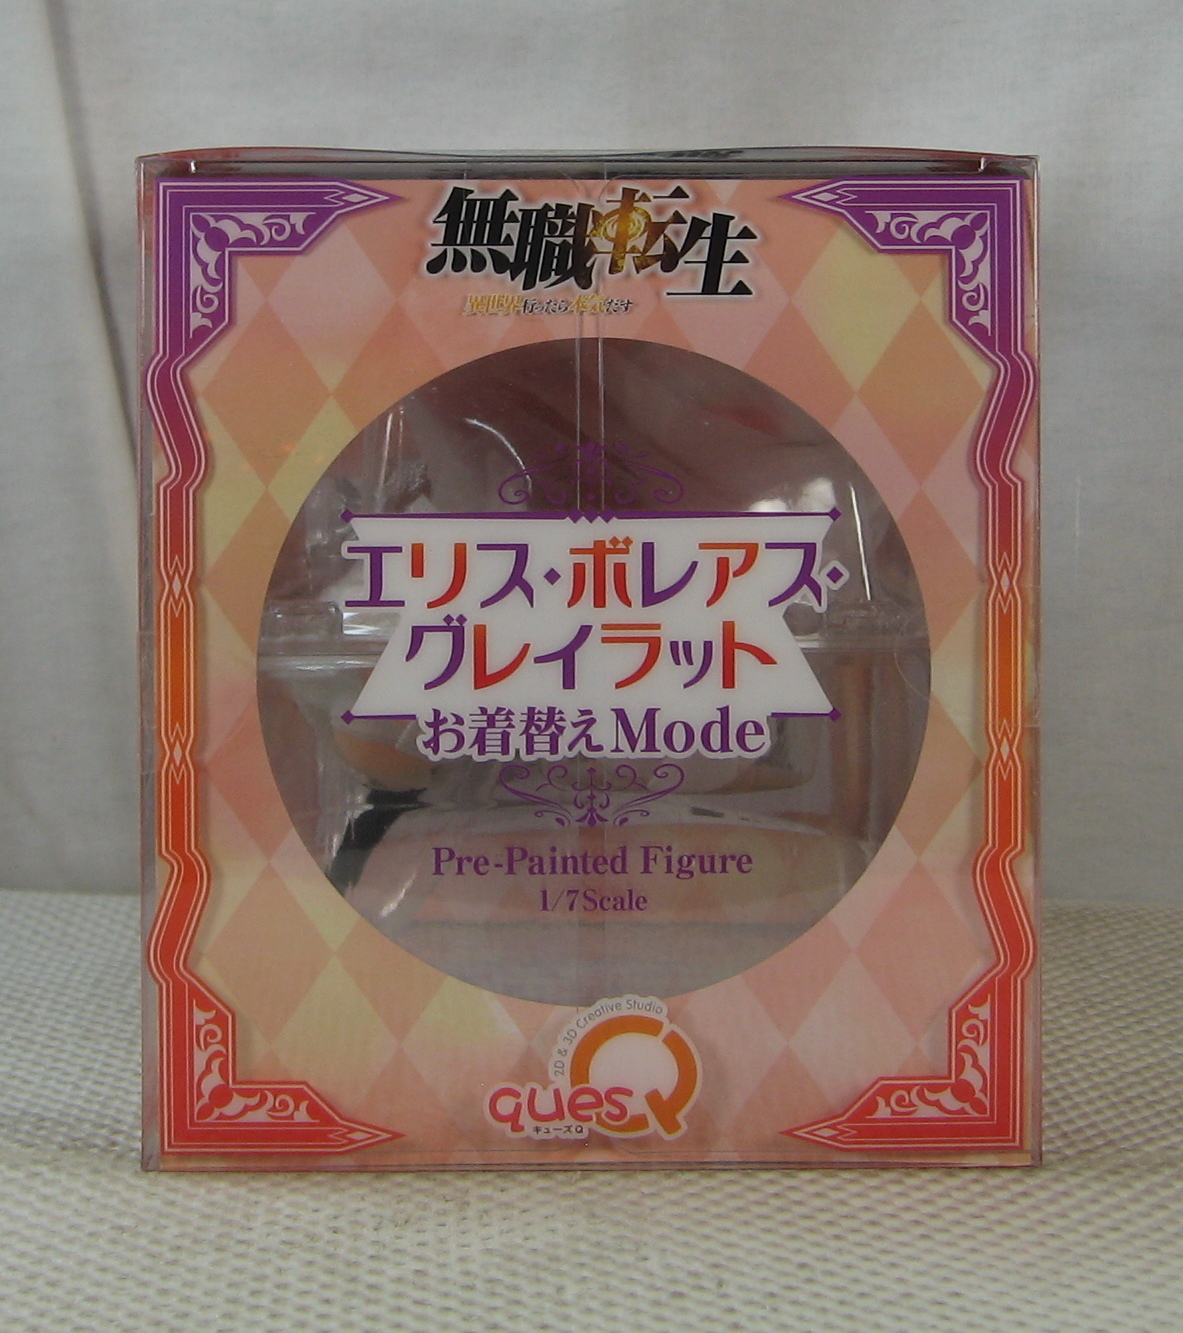 無職転生
異世界行ったら本気だす
エリス・ボレアス・
グレイラット
お着替えMode
Pre-Painted Figure
1/7Scale
2D & 3D Creative Studio
quesQ
キューズQ